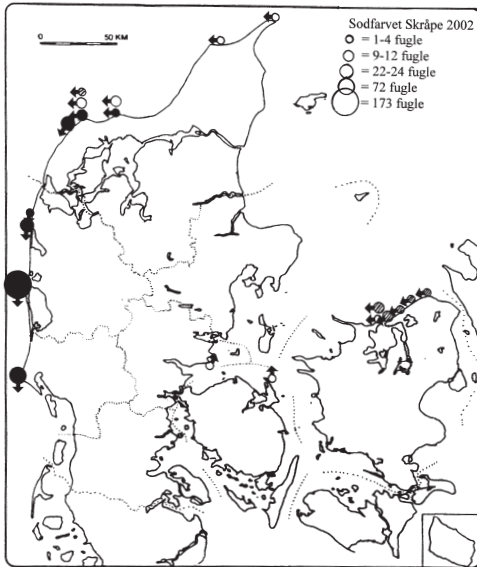 Sodfarvet Skråpe 2002
= 1-4 fugle
= 9-12 fugle
= 22-24 fugle
= 72 fugle
= 173 fugle
0 50 KM